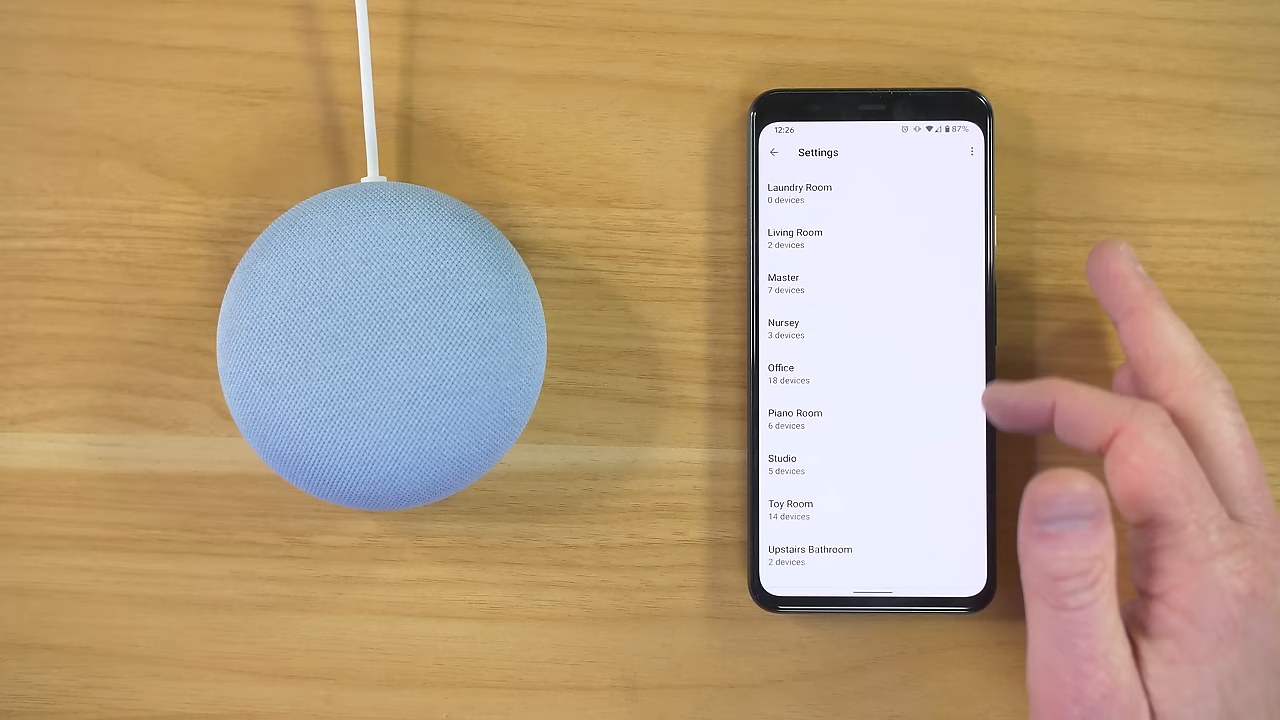 12:26 87%
Settings
Laundry Room
0 devices
Living Room
2 devices
Master
7 devices
Nursey
3 devices
Office
18 devices
Piano Room
6 devices
Studio
5 devices
Toy Room
14 devices
Upstairs Bathroom
2 devices